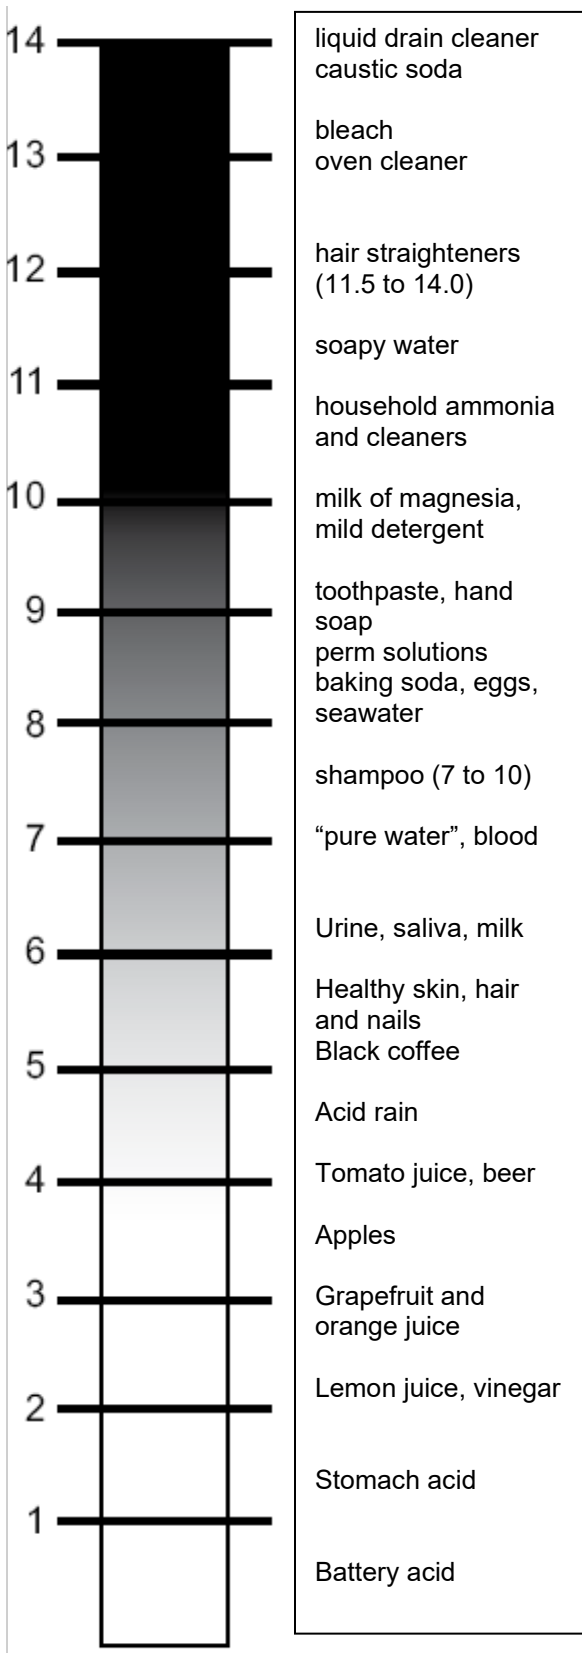 14
13
12
11
10
9
8
7
6
5
4
3
2
1
liquid drain cleaner
caustic soda
bleach
oven cleaner
hair straighteners
(11.5 to 14.0)
soapy water
household ammonia
and cleaners
milk of magnesia,
mild detergent
toothpaste, hand
soap
perm solutions
baking soda, eggs,
seawater
shampoo (7 to 10)
“pure water”, blood
Urine, saliva, milk
Healthy skin, hair
and nails
Black coffee
Acid rain
Tomato juice, beer
Apples
Grapefruit and
orange juice
Lemon juice, vinegar
Stomach acid
Battery acid